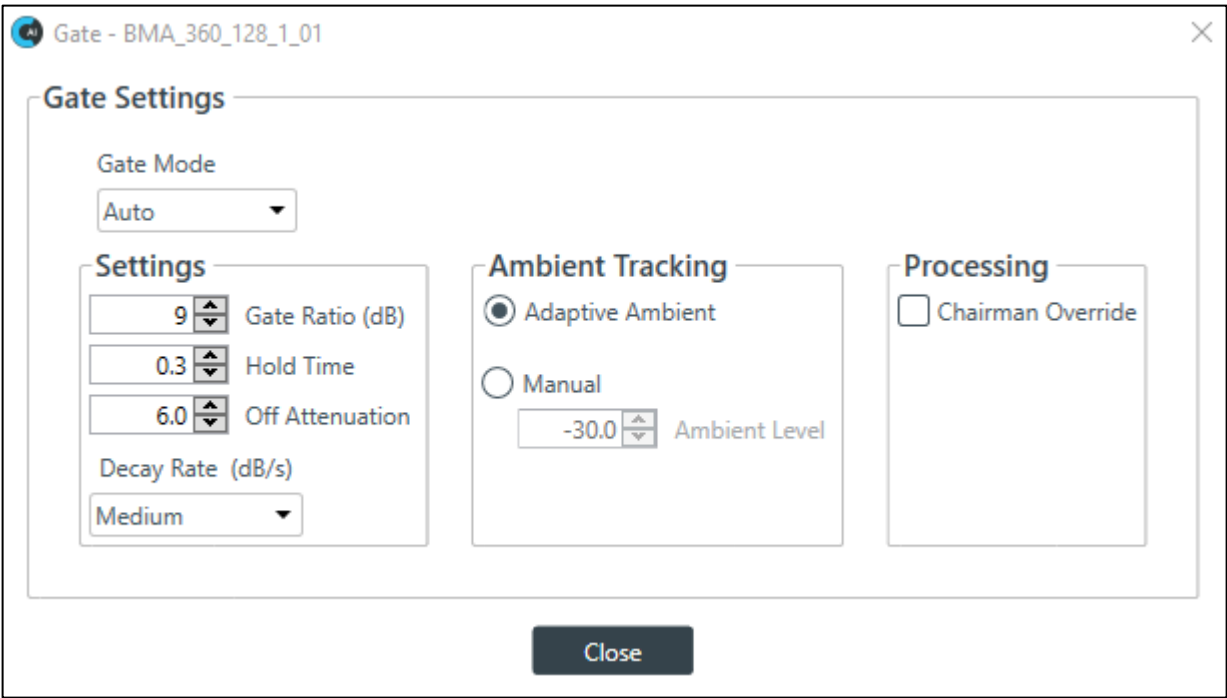 AI Gate - BMA_360_128_1_01
Gate Settings
Gate Mode
Auto
Settings
9 Gate Ratio (dB)
0.3 Hold Time
6.0 Off Attenuation
Decay Rate (dB/s)
Medium
Ambient Tracking
Adaptive Ambient
Manual
-30.0 Ambient Level
Processing
Chairman Override
Close